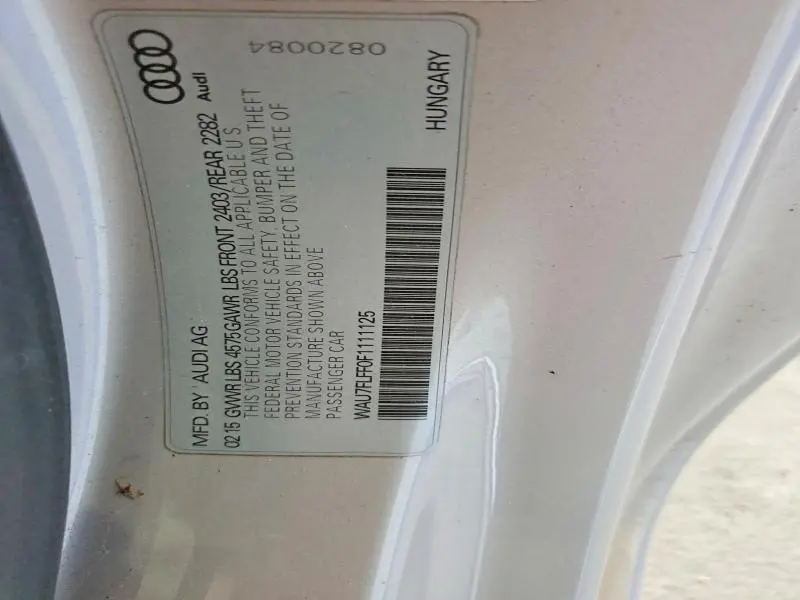 MFD. BY AUDI AG
02 15 GVWR LBS 4575 GAWR LBS FRONT 2403/REAR 2282
Audi
THIS VEHICLE CONFORMS TO ALL APPLICABLE U S.
FEDERAL MOTOR VEHICLE SAFETY, BUMPER AND THEFT
PREVENTION STANDARDS IN EFFECT ON THE DATE OF
MANUFACTURE SHOWN ABOVE
PASSENGER CAR
WAU7FLFF0F1111125
HUNGARY
0820084